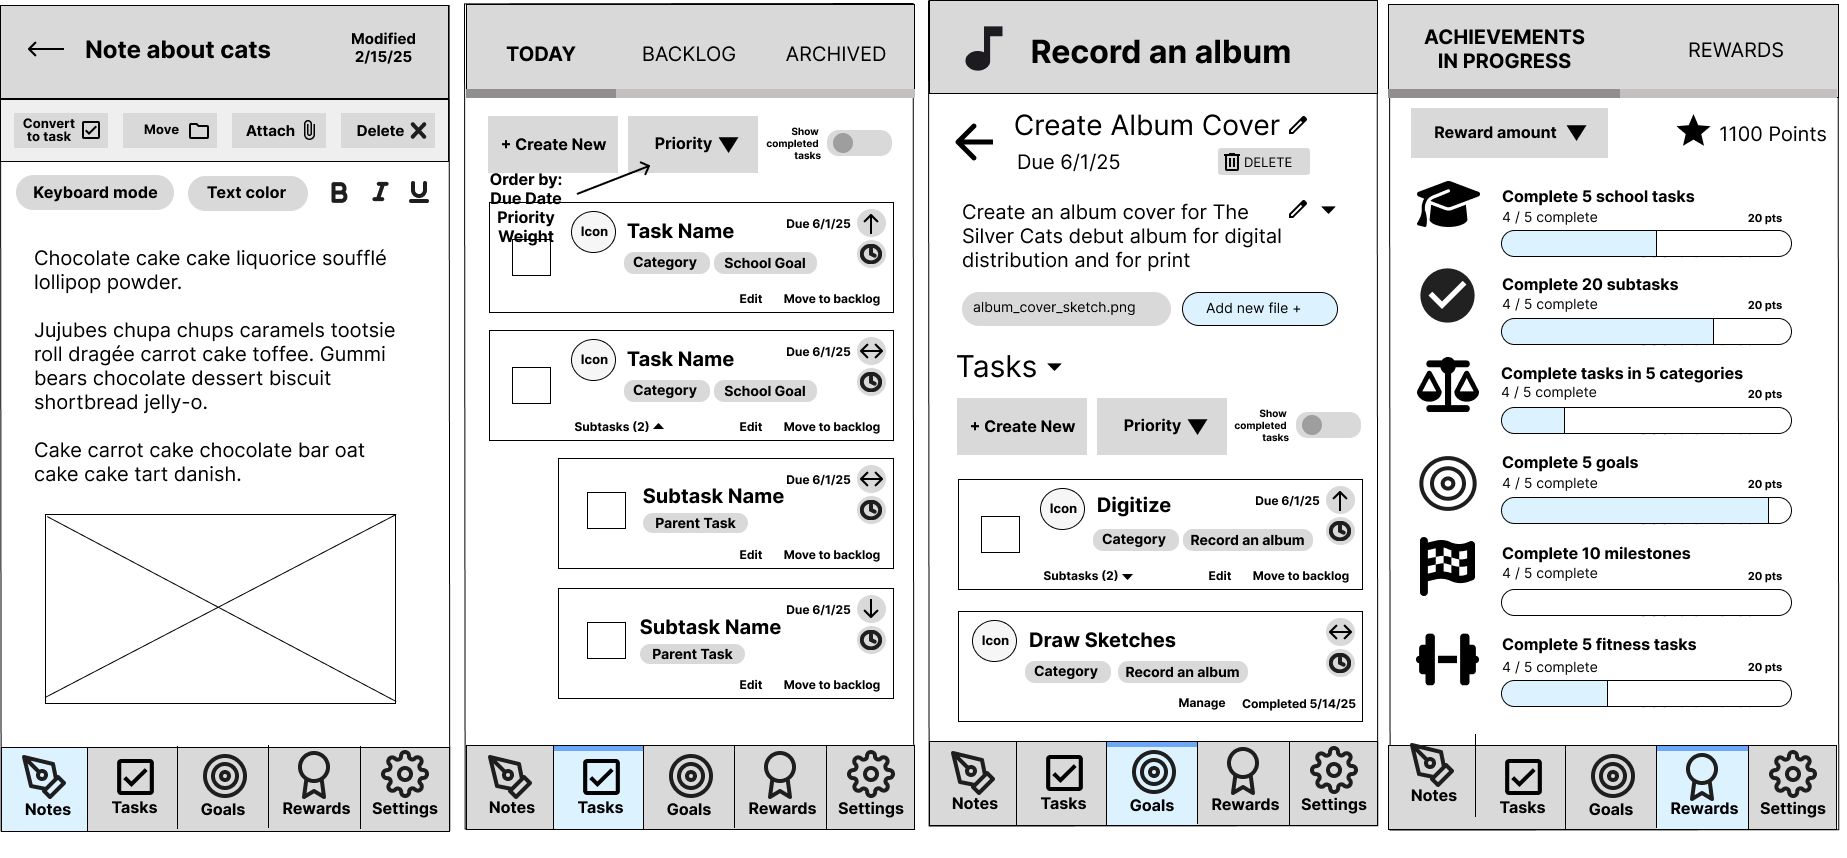 Note about cats
Modified
2/15/25
Convert
to task
Move
Attach
Delete
Keyboard mode
Text color
B I U
Chocolate cake cake liquorice soufflé
lollipop powder.
Jujubes chupa chups caramels tootsie
roll dragée carrot cake toffee. Gummi
bears chocolate dessert biscuit
shortbread jelly-o.
Cake carrot cake chocolate bar oat
cake cake tart danish.
Notes
Tasks
Goals
Rewards
Settings
TODAY
BACKLOG
ARCHIVED
+ Create New
Priority
Show
completed
tasks
Order by:
Due Date
Priority
Weight
Icon
Task Name
Due 6/1/25
Category
School Goal
Edit
Move to backlog
Icon
Task Name
Due 6/1/25
Category
School Goal
Subtasks (2)
Edit
Move to backlog
Due 6/1/25
Subtask Name
Parent Task
Edit
Move to backlog
Due 6/1/25
Subtask Name
Parent Task
Edit
Move to backlog
Notes
Tasks
Goals
Rewards
Settings
Record an album
Create Album Cover
Due 6/1/25
DELETE
Create an album cover for The
Silver Cats debut album for digital
distribution and for print
album_cover_sketch.png
Add new file +
Tasks
+ Create New
Priority
Show
completed
tasks
Icon
Digitize
Due 6/1/25
Category
Record an album
Subtasks (2)
Edit
Move to backlog
Icon
Draw Sketches
Category
Record an album
Manage
Completed 5/14/25
Notes
Tasks
Goals
Rewards
Settings
ACHIEVEMENTS
IN PROGRESS
REWARDS
Reward amount
1100 Points
Complete 5 school tasks
4 / 5 complete
20 pts
Complete 20 subtasks
4 / 5 complete
20 pts
Complete tasks in 5 categories
4 / 5 complete
20 pts
Complete 5 goals
4 / 5 complete
20 pts
Complete 10 milestones
4 / 5 complete
20 pts
Complete 5 fitness tasks
4 / 5 complete
20 pts
Notes
Tasks
Goals
Rewards
Settings